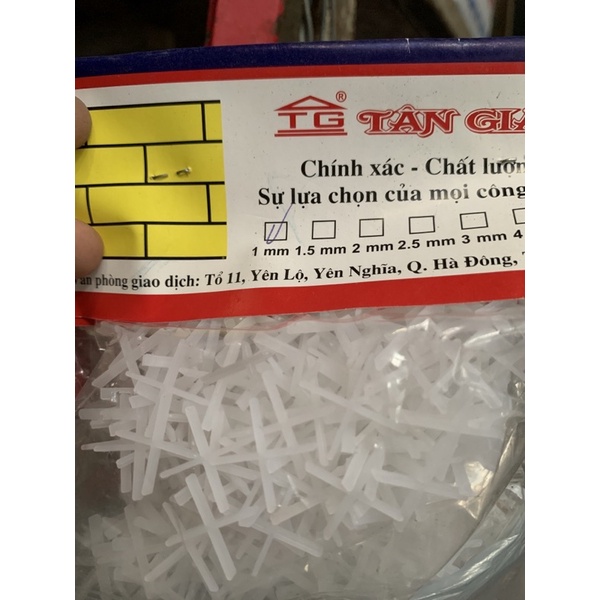 TG ® TÂN GIA
Chính xác - Chất lượn
Sự lựa chọn của mọi công
1 mm 1.5 mm 2 mm 2.5 mm 3 mm 4
ăn phòng giao dịch: Tổ 11, Yên Lộ, Yên Nghĩa, Q. Hà Đông,